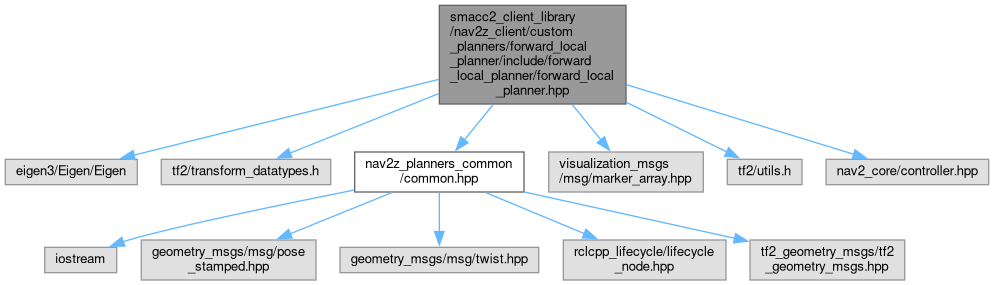 smacc2_client_library
/nav2z_client/custom
_planners/forward_local
_planner/include/forward
_local_planner/forward_local
_planner.hpp
eigen3/Eigen/Eigen
tf2/transform_datatypes.h
nav2z_planners_common
/common.hpp
visualization_msgs
/msg/marker_array.hpp
tf2/utils.h
nav2_core/controller.hpp
iostream
geometry_msgs/msg/pose
_stamped.hpp
geometry_msgs/msg/twist.hpp
rclcpp_lifecycle/lifecycle
_node.hpp
tf2_geometry_msgs/tf2
_geometry_msgs.hpp